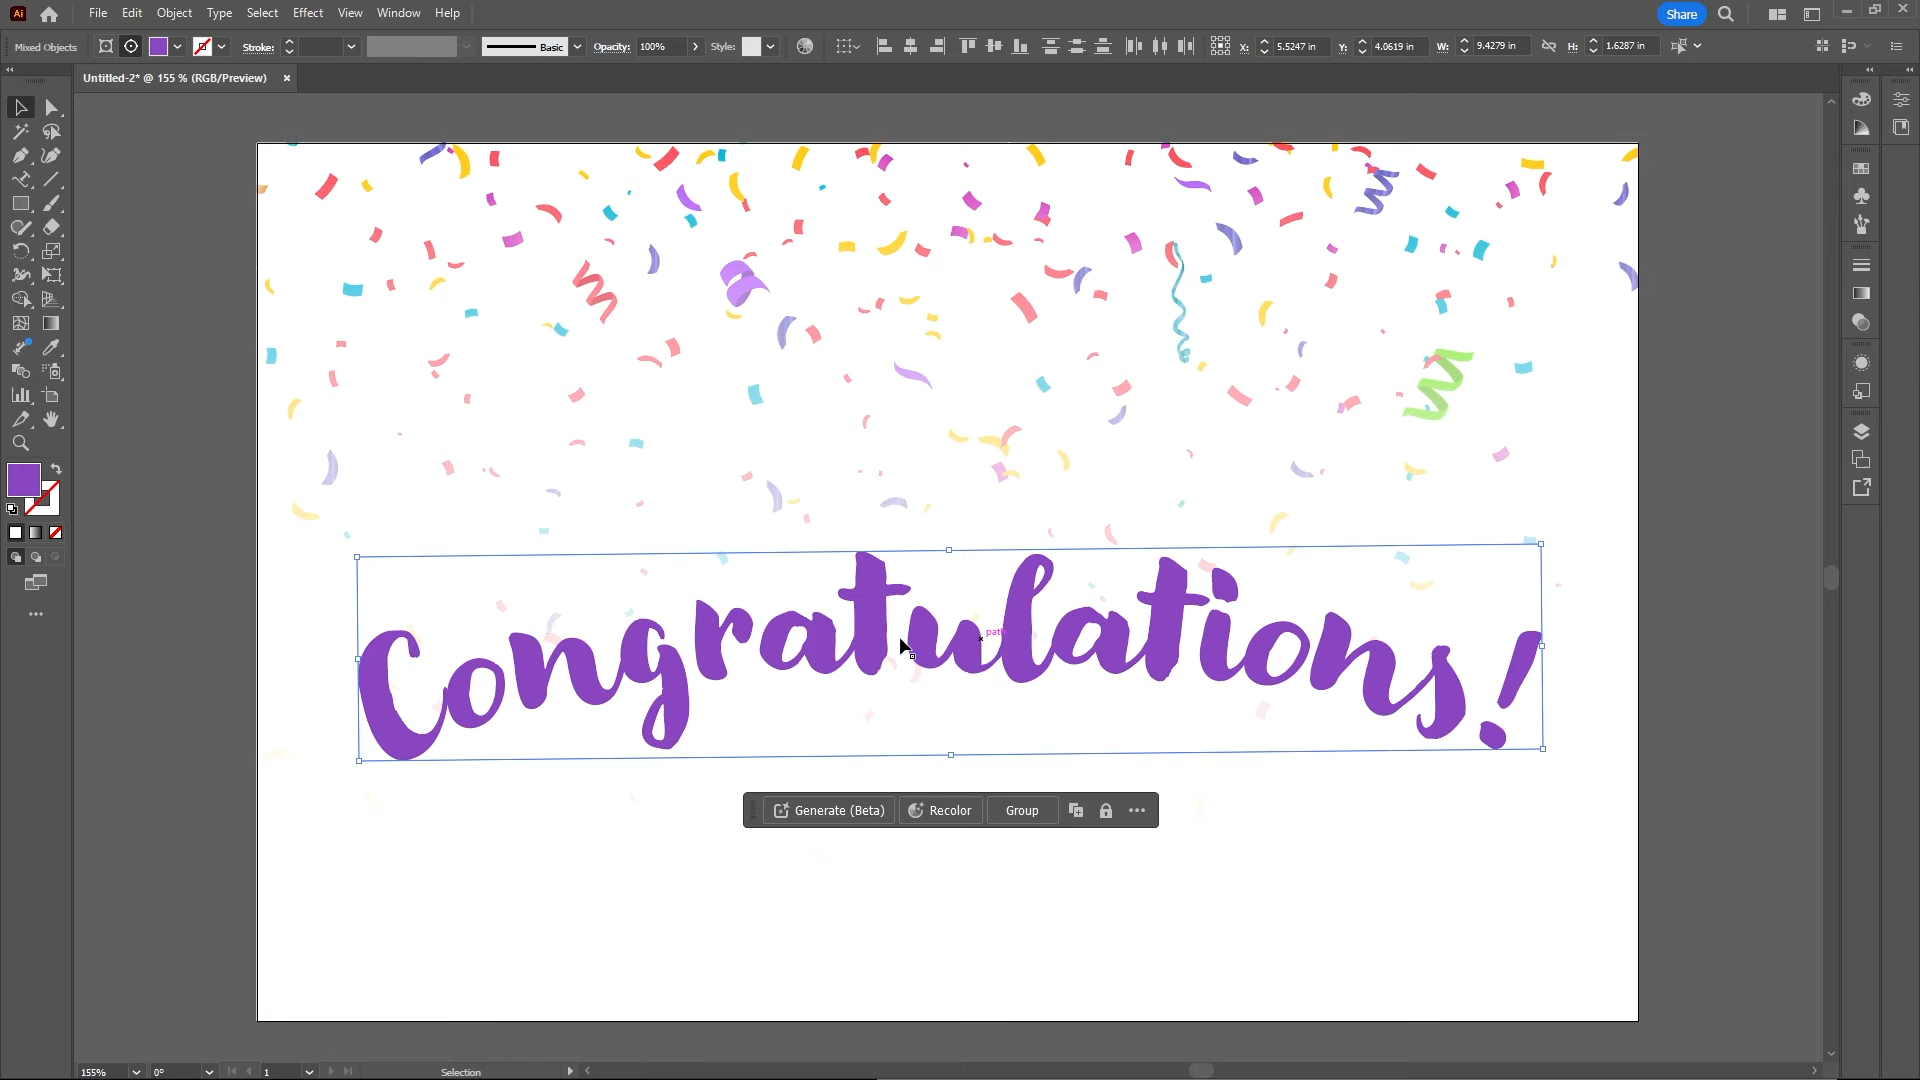 Ai File Edit Object Type Select Effect View Window Help Share
Mixed Objects Stroke: Basic Opacity: 100% Style: X: 5.5247 in Y: 4.0619 in W: 9.4279 in H: 1.6287 in
Untitled-2* @ 155 % (RGB/Preview) ×
path
Congratulations!
Generate (Beta) Recolor Group
155% 0° 1 Selection